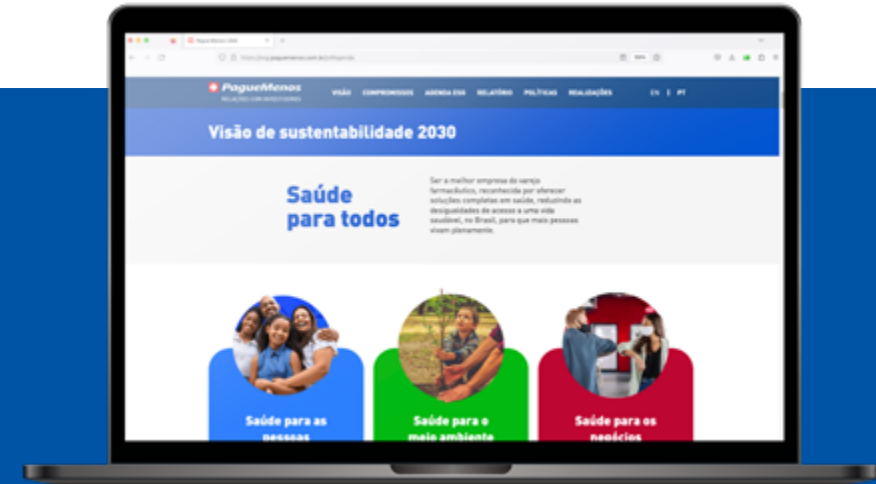 Pague Menos 2030
PagueMenos
RELAÇÕES COM INVESTIDORES
VISÃO COMPROMISSOS AGENDA ESG RELATÓRIO POLÍTICAS REALIZAÇÕES EN | PT
Visão de sustentabilidade 2030
Saúde
para todos
Ser a melhor empresa do varejo
farmacêutico, reconhecida por oferecer
soluções completas em saúde, reduzindo as
desigualdades de acesso a uma vida
saudável, no Brasil, para que mais pessoas
vivam plenamente.
Saúde para as
pessoas
Saúde para o
meio ambiente
Saúde para os
negócios